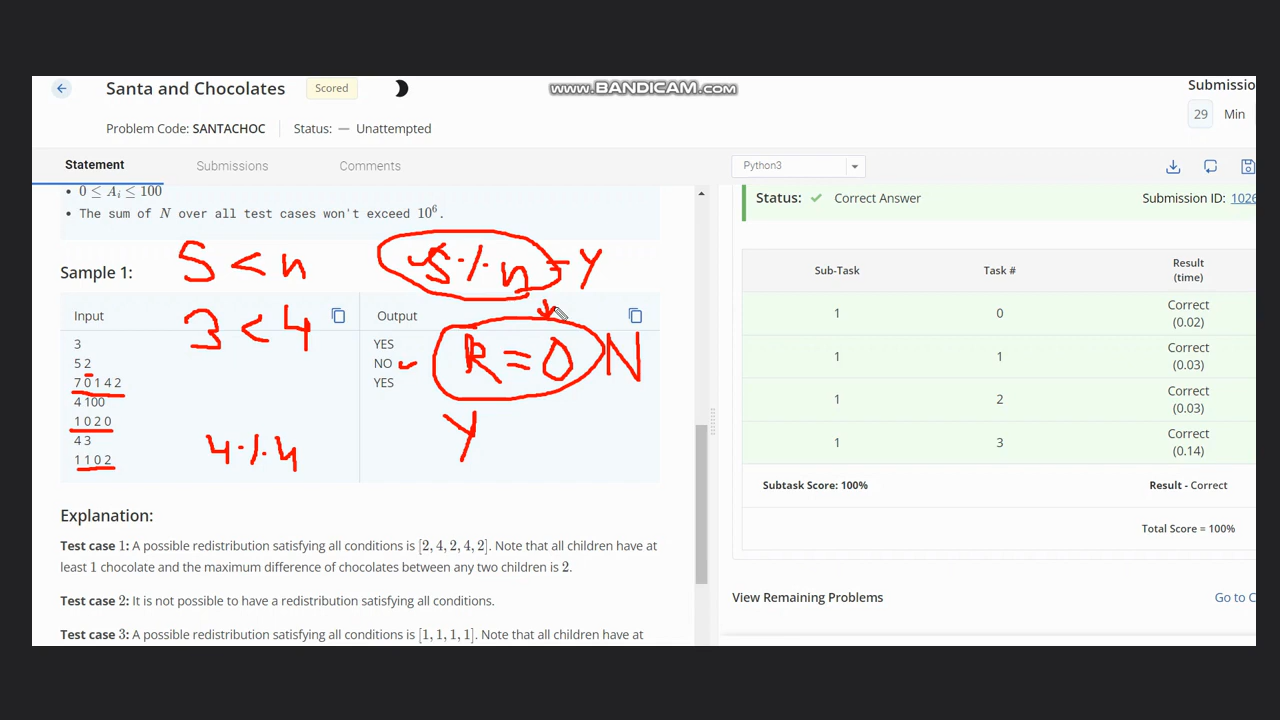 www.BANDICAM.com
Santa and Chocolates
Scored
Problem Code: SANTACHOC
Status: — Unattempted
Statement
Submissions
Comments
• 0 ≤ Aᵢ ≤ 100
• The sum of N over all test cases won't exceed 10⁶.
Sample 1:
S < n
S % n = Y
Input
3 < 4
Output
3
5 2
7 0 1 4 2
4 100
1 0 2 0
4 3
1 1 0 2
4 % 4
YES
NO
YES
R = 0 N
Y
Explanation:
Test case 1: A possible redistribution satisfying all conditions is [2, 4, 2, 4, 2]. Note that all children have at
least 1 chocolate and the maximum difference of chocolates between any two children is 2.
Test case 2: It is not possible to have a redistribution satisfying all conditions.
Test case 3: A possible redistribution satisfying all conditions is [1, 1, 1, 1]. Note that all children have at
Submissio
29 Min
Python3
Status: ✓ Correct Answer
Submission ID: 1026
Sub-Task
Task #
Result
(time)
1 0 Correct
(0.02)
1 1 Correct
(0.03)
1 2 Correct
(0.03)
1 3 Correct
(0.14)
Subtask Score: 100%
Result - Correct
Total Score = 100%
View Remaining Problems
Go to C